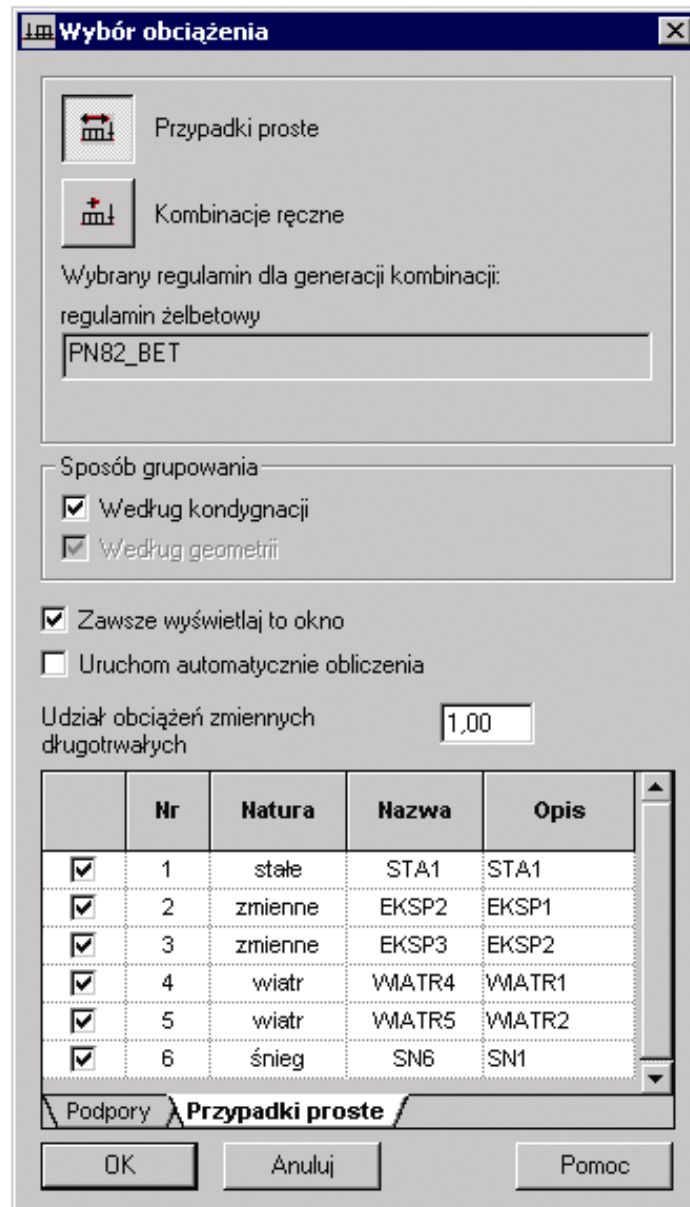 Wybór obciążenia
Przypadki proste
Kombinacje ręczne
Wybrany regulamin dla generacji kombinacji:
regulamin żelbetowy
PN82_BET
Sposób grupowania
Według kondygnacji
Według geometrii
Zawsze wyświetlaj to okno
Uruchom automatycznie obliczenia
Udział obciążeń zmiennych 1,00
długotrwałych
Nr Natura Nazwa Opis
1 stałe STA1 STA1
2 zmienne EKSP2 EKSP1
3 zmienne EKSP3 EKSP2
4 wiatr WIATR4 WIATR1
5 wiatr WIATR5 WIATR2
6 śnieg SN6 SN1
Podpory Przypadki proste
OK Anuluj Pomoc